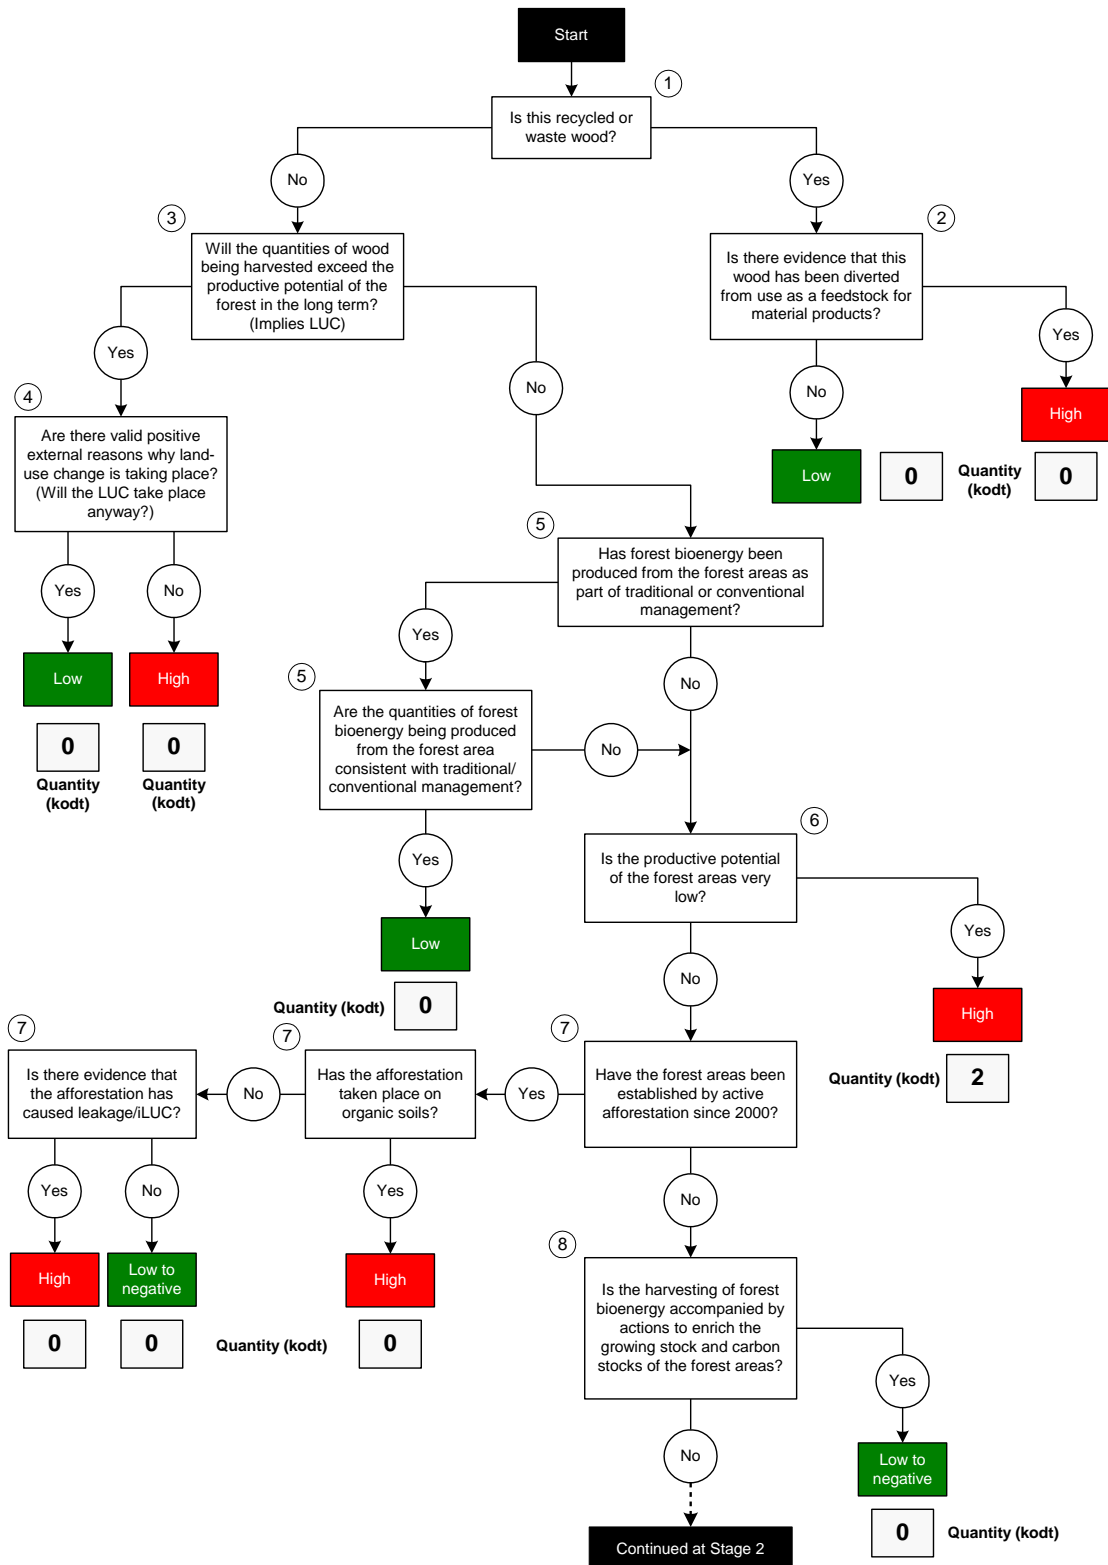 Start
1
Is this recycled or
waste wood?
No
Yes
3
2
Will the quantities of wood
being harvested exceed the
productive potential of the
forest in the long term?
(Implies LUC)
Is there evidence that this
wood has been diverted
from use as a feedstock for
material products?
Yes
No
No
Yes
4
Are there valid positive
external reasons why land-
use change is taking place?
(Will the LUC take place
anyway?)
Low
0
Quantity
(kodt)
High
0
Yes
No
Low
High
0
0
Quantity
(kodt)
Quantity
(kodt)
5
Has forest bioenergy been
produced from the forest areas as
part of traditional or conventional
management?
Yes
No
5
Are the quantities of forest
bioenergy being produced
from the forest area
consistent with traditional/
conventional management?
No
Yes
Low
Quantity (kodt)
0
6
Is the productive potential
of the forest areas very
low?
Yes
No
High
Quantity (kodt)
2
7
Have the forest areas been
established by active
afforestation since 2000?
Yes
No
7
Has the afforestation
taken place on
organic soils?
No
Yes
7
Is there evidence that
the afforestation has
caused leakage/iLUC?
Yes
No
High
Low to
negative
High
0
0
Quantity (kodt)
0
8
Is the harvesting of forest
bioenergy accompanied by
actions to enrich the
growing stock and carbon
stocks of the forest areas?
Yes
No
Low to
negative
0
Quantity (kodt)
Continued at Stage 2